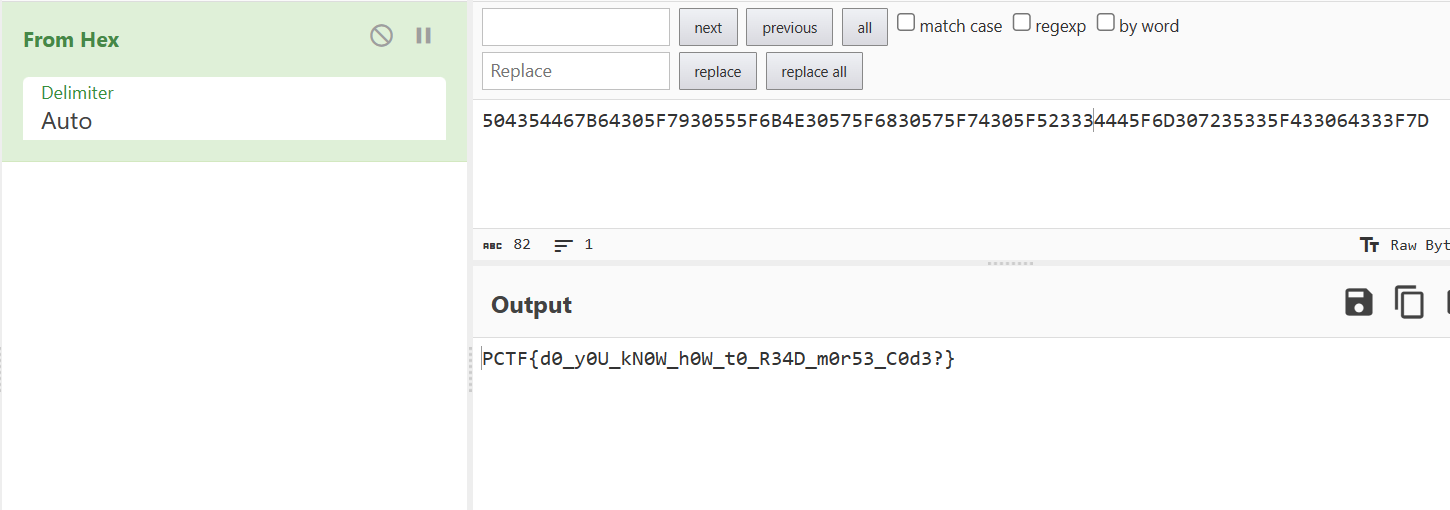 From Hex
Delimiter
Auto
next previous all match case regexp by word
Replace replace replace all
504354467B64305F7930555F6B4E30575F6830575F74305F523334445F6D307235335F433064333F7D
ABC 82 1 Raw Byt
Output
PCTF{d0_y0U_kN0W_h0W_t0_R34D_m0r53_C0d3?}